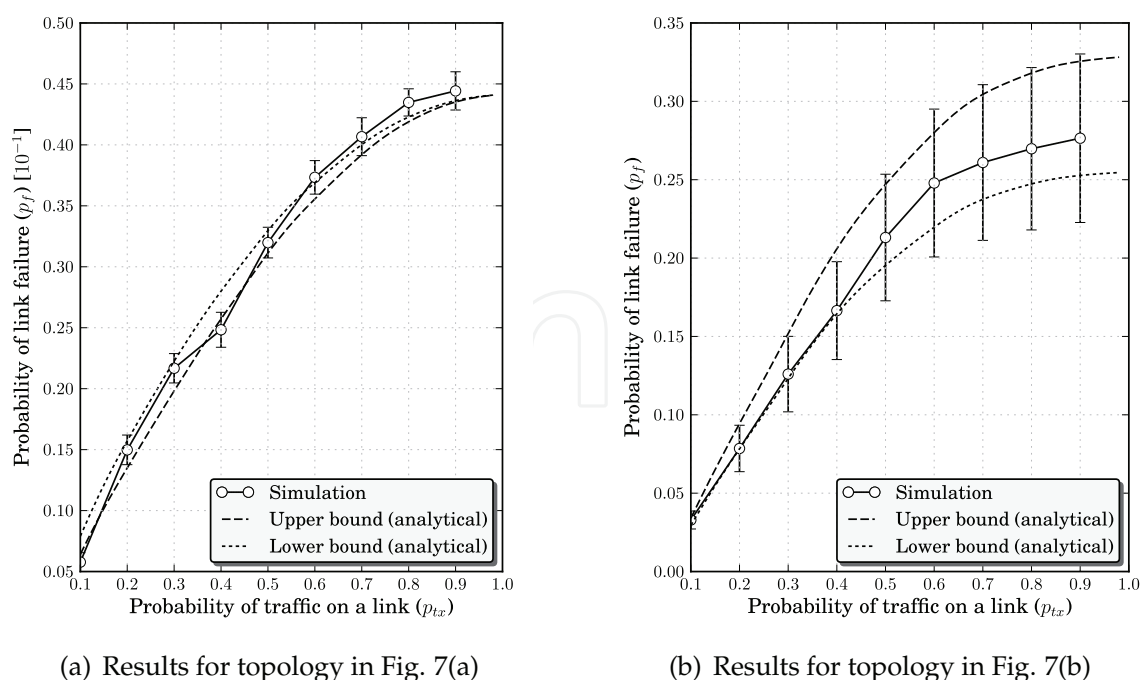 0.50
0.45
0.40
0.35
0.30
0.25
0.20
0.15
0.10
0.05
Probability of link failure (p_f) [10^{-1}]
Simulation
Upper bound (analytical)
Lower bound (analytical)
0.1 0.2 0.3 0.4 0.5 0.6 0.7 0.8 0.9 1.0
Probability of traffic on a link (p_{tx})
(a) Results for topology in Fig. 7(a)
0.35
0.30
0.25
0.20
0.15
0.10
0.05
0.00
Probability of link failure (p_f)
Simulation
Upper bound (analytical)
Lower bound (analytical)
0.1 0.2 0.3 0.4 0.5 0.6 0.7 0.8 0.9 1.0
Probability of traffic on a link (p_{tx})
(b) Results for topology in Fig. 7(b)